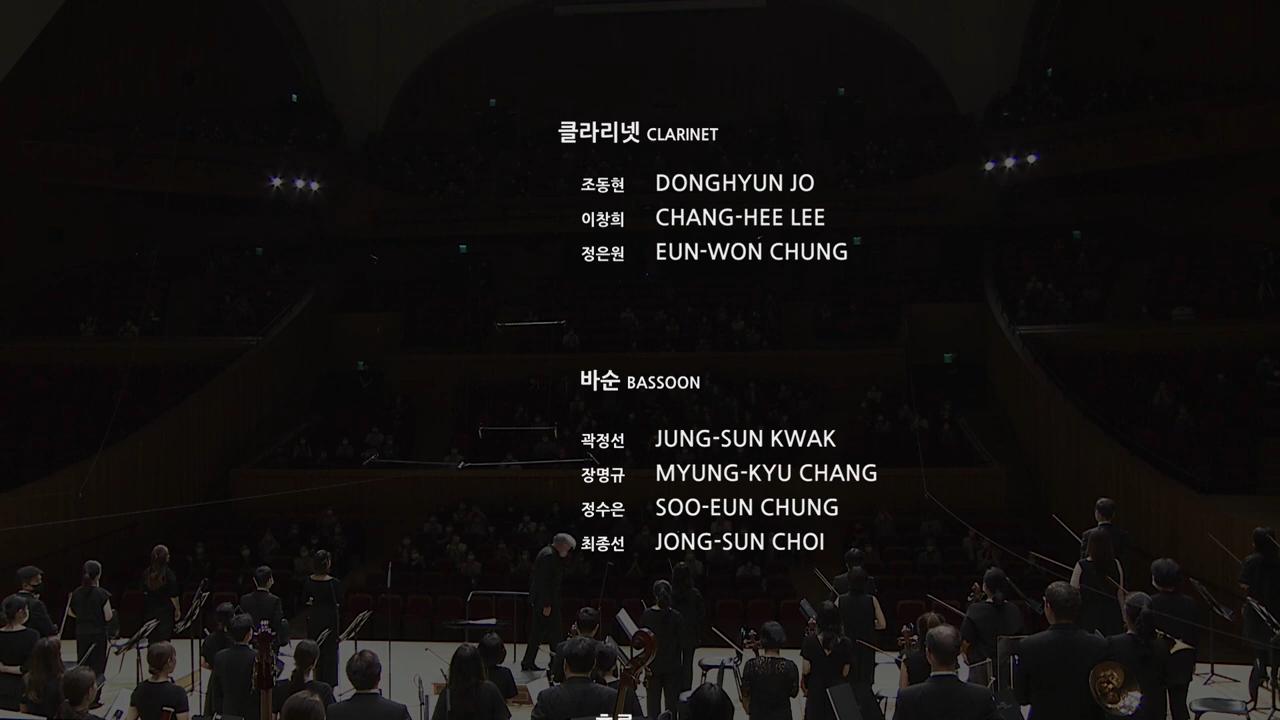 클라리넷 CLARINET
조동현 DONGHYUN JO
이창희 CHANG-HEE LEE
정은원 EUN-WON CHUNG
바순 BASSOON
곽정선 JUNG-SUN KWAK
장명규 MYUNG-KYU CHANG
정수은 SOO-EUN CHUNG
최종선 JONG-SUN CHOI